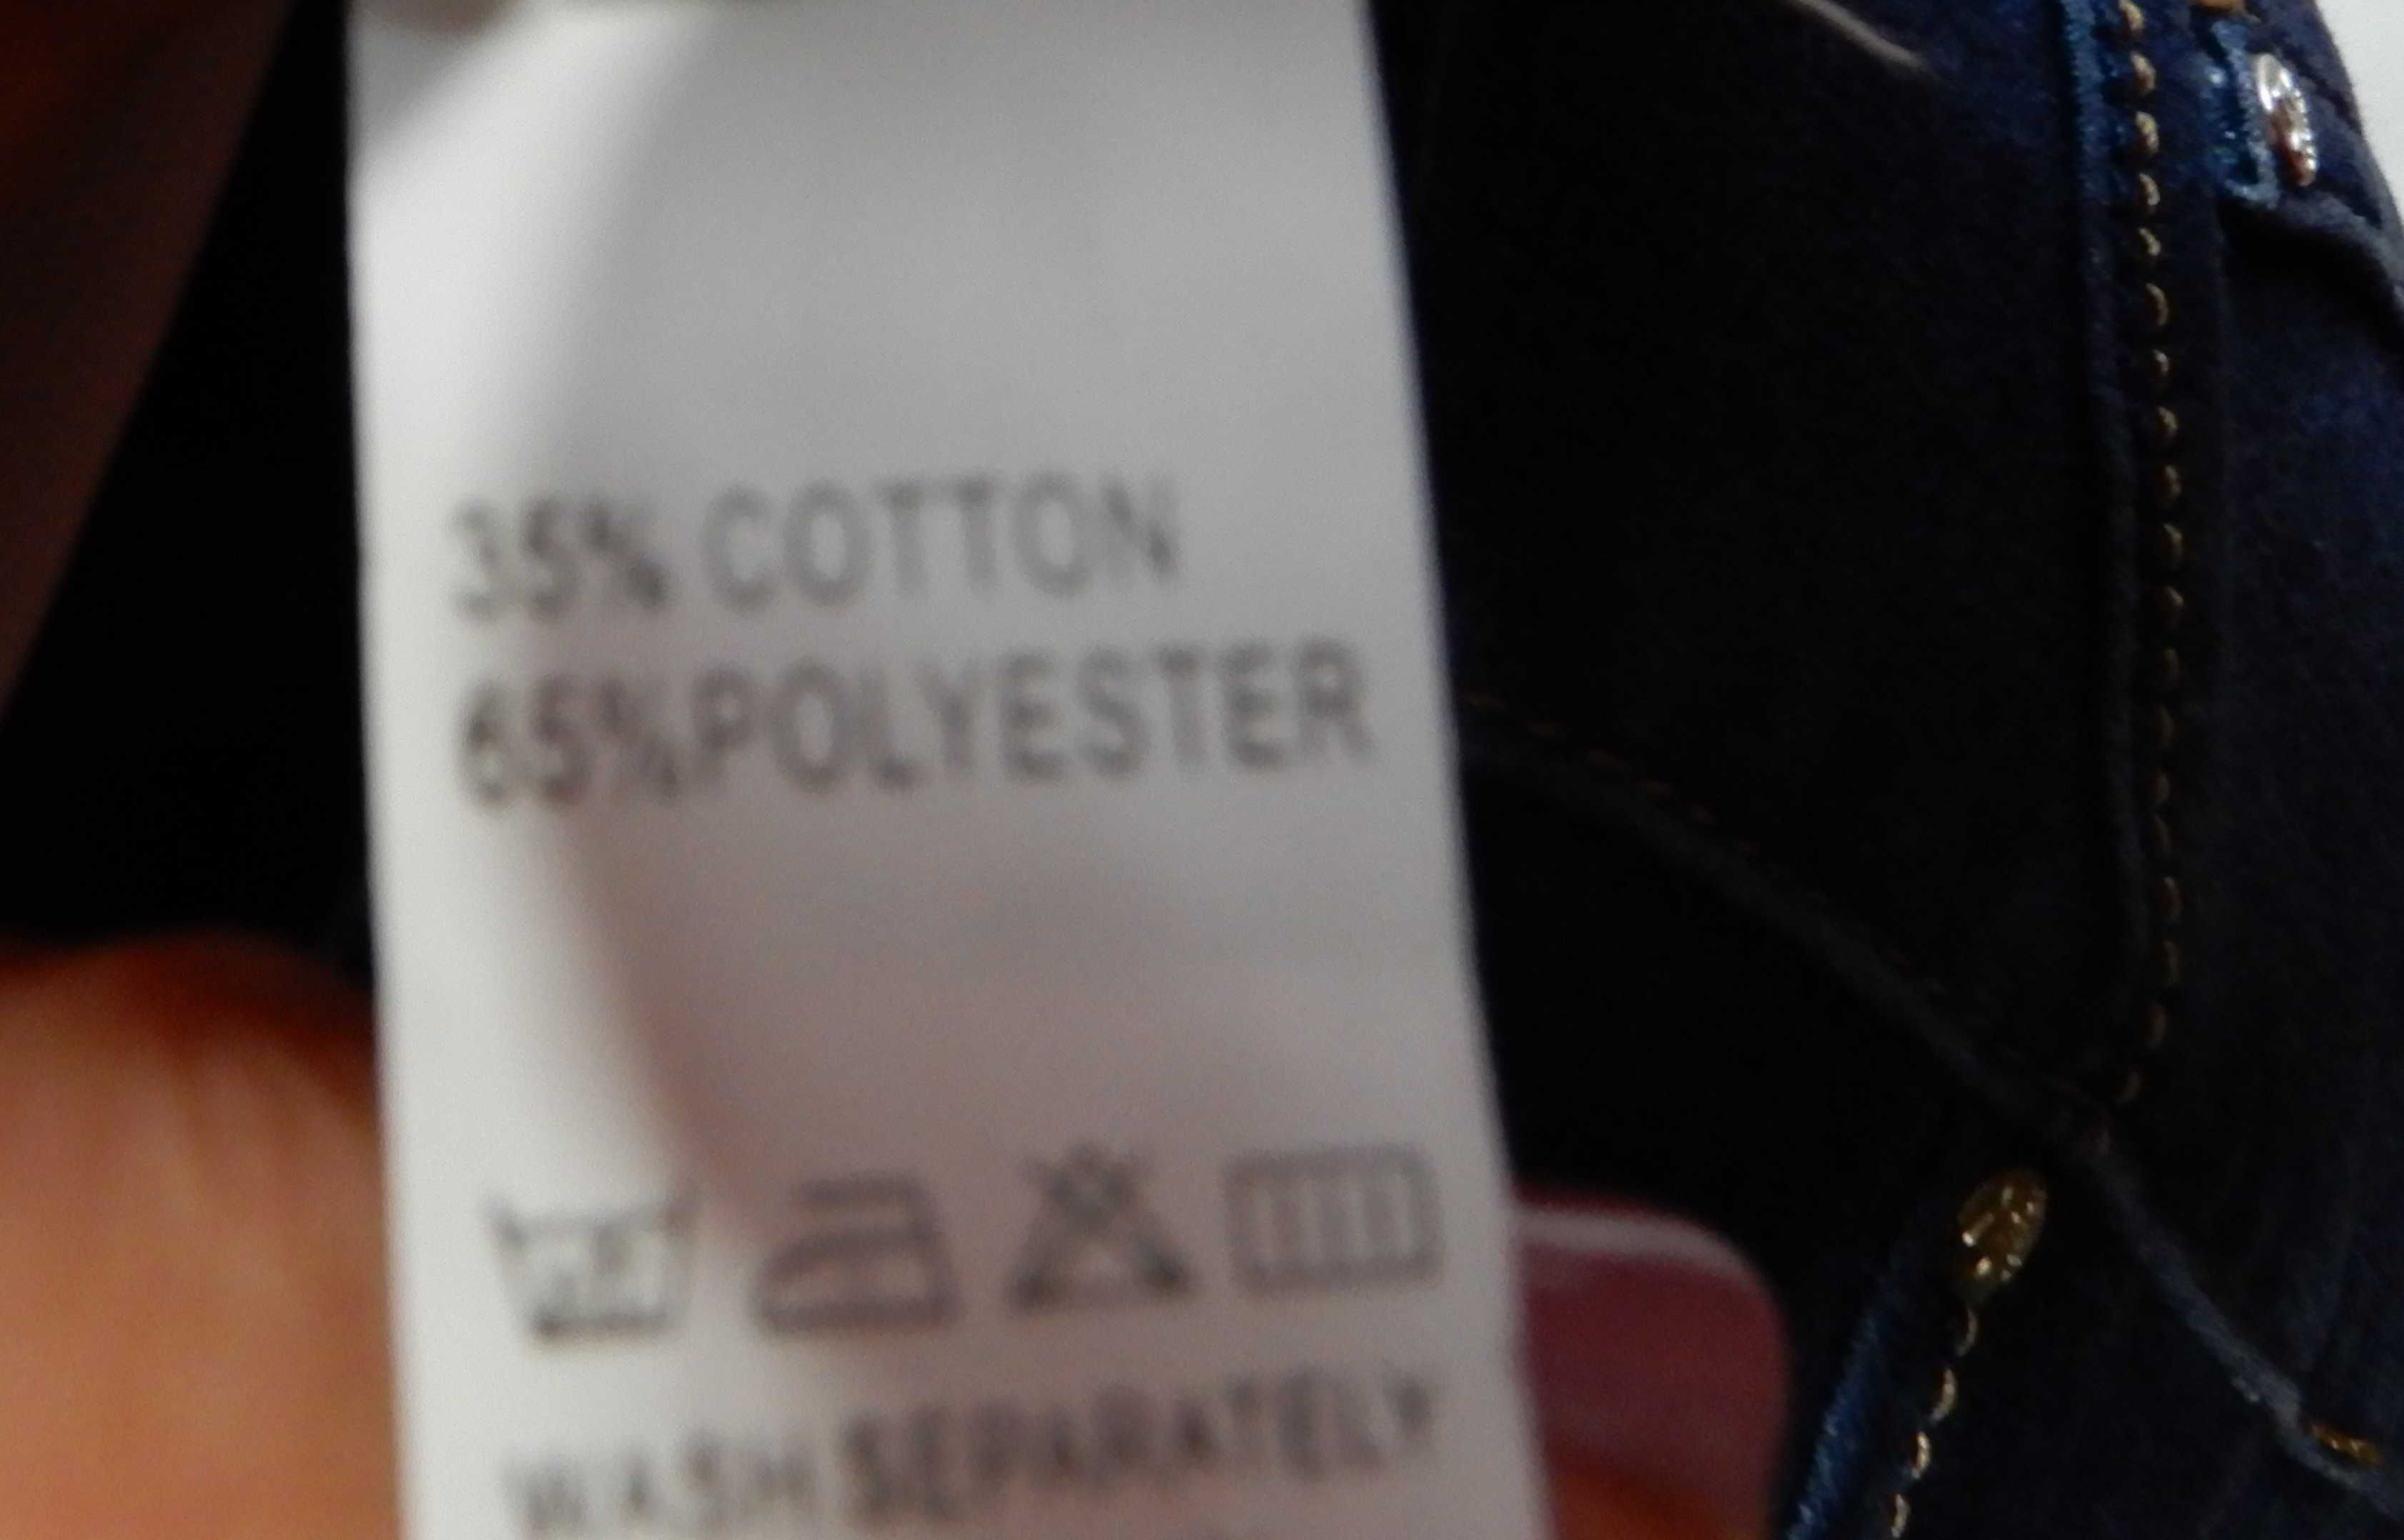 35% COTTON
65%POLYESTER
WASH SEPARATELY